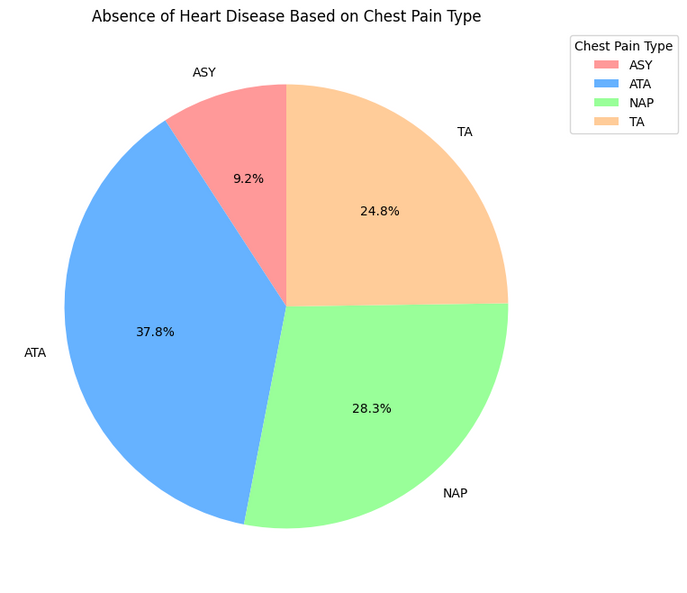 Absence of Heart Disease Based on Chest Pain Type
Chest Pain Type
ASY
ATA
NAP
TA
ASY
TA
9.2%
24.8%
37.8%
ATA
28.3%
NAP